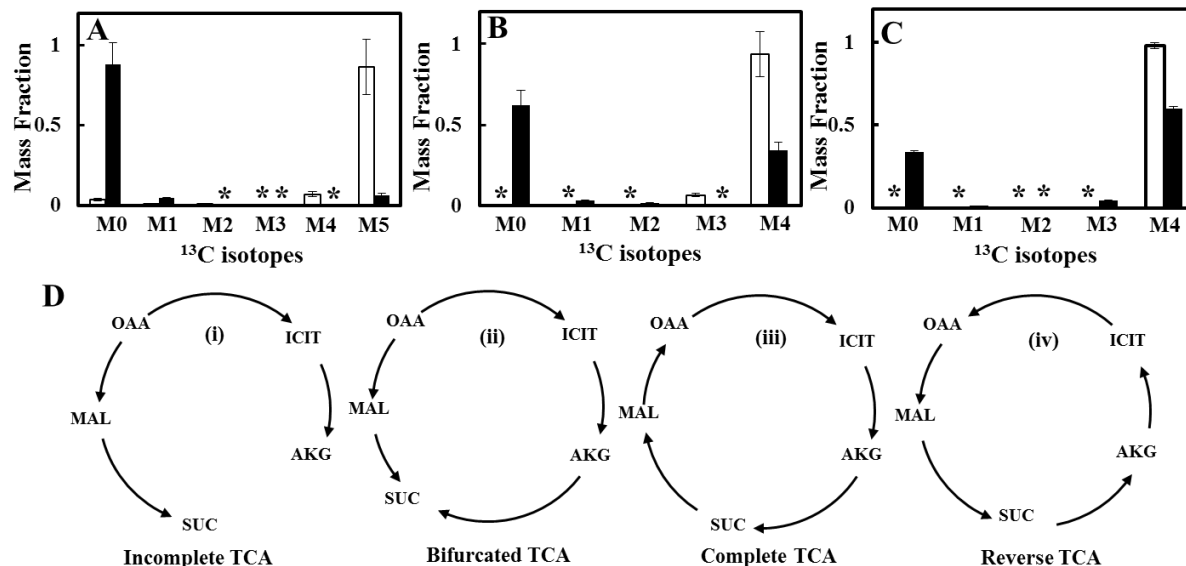 A
B
C
1
0.5
0
Mass Fraction
* * * *
M0 M1 M2 M3 M4 M5
¹³C isotopes
1
0.5
0
Mass Fraction
* * * *
M0 M1 M2 M3 M4
¹³C isotopes
1
0.5
0
Mass Fraction
* * * * *
M0 M1 M2 M3 M4
¹³C isotopes
D
OAA
(i)
ICIT
MAL
AKG
SUC
Incomplete TCA
OAA
(ii)
ICIT
MAL
AKG
SUC
Bifurcated TCA
OAA
(iii)
ICIT
MAL
AKG
SUC
Complete TCA
OAA
(iv)
ICIT
MAL
AKG
SUC
Reverse TCA